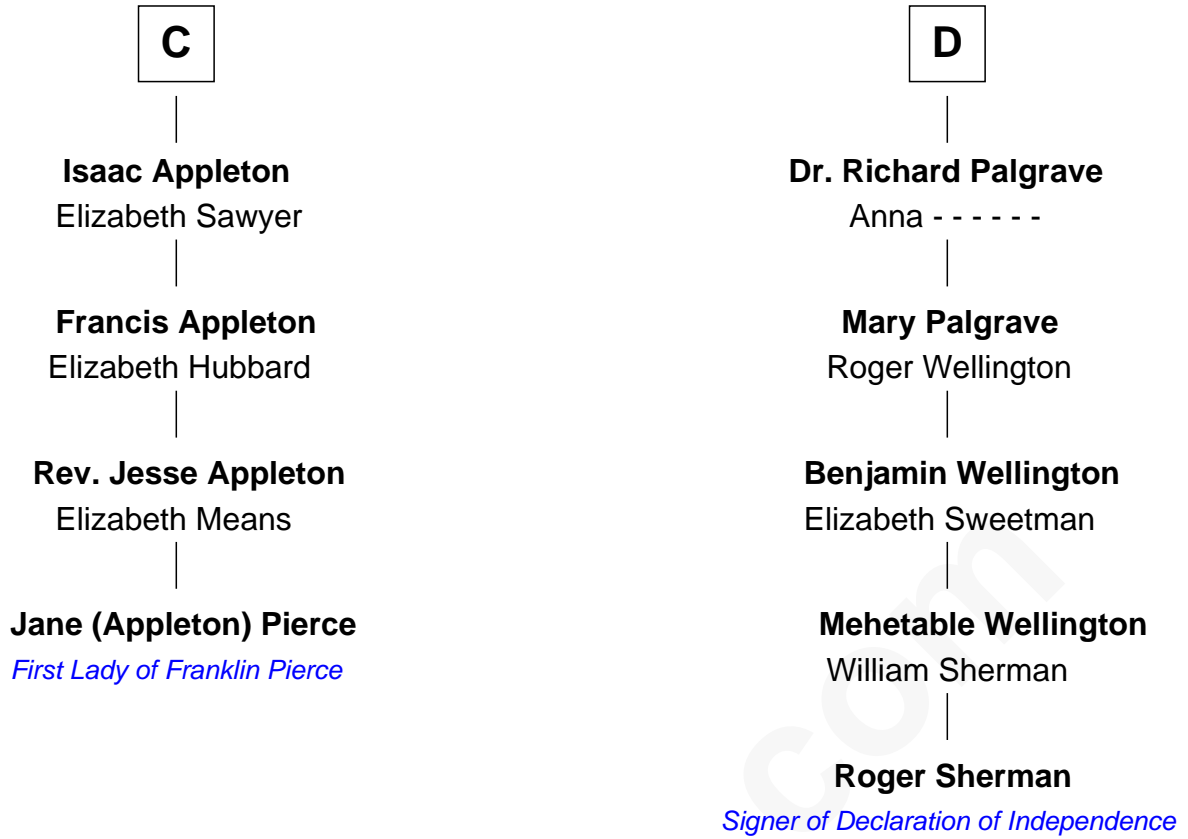 C
Isaac Appleton
Elizabeth Sawyer
Francis Appleton
Elizabeth Hubbard
Rev. Jesse Appleton
Elizabeth Means
Jane (Appleton) Pierce
First Lady of Franklin Pierce
D
Dr. Richard Palgrave
Anna - - - - - -
Mary Palgrave
Roger Wellington
Benjamin Wellington
Elizabeth Sweetman
Mehetable Wellington
William Sherman
Roger Sherman
Signer of Declaration of Independence
com